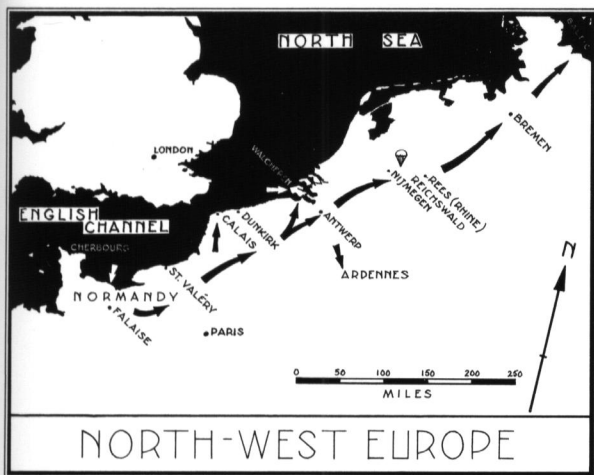 NORTH SEA
LONDON
WALCHEREN
BREMEN
REES (RHINE)
REICHSWALD
NIJMEGEN
ENGLISH
CHANNEL
CHERBOURG
CALAIS
DUNKIRK
ANTWERP
ARDENNES
ST. VALÉRY
NORMANDY
FALAISE
PARIS
N
0 50 100 150 200 250
MILES
NORTH-WEST EUROPE